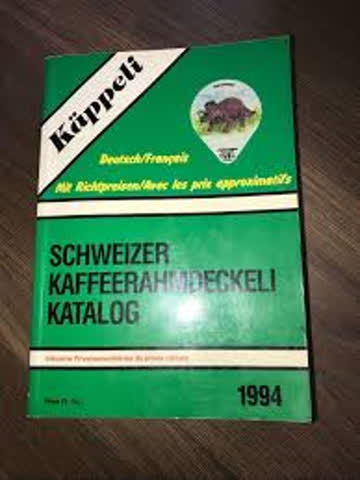 Käppeli
Deutsch/Français
Mit Richtpreisen/Avec les prix approximatifs
SCHWEIZER
KAFFEERAHMDECKELI
KATALOG
1994